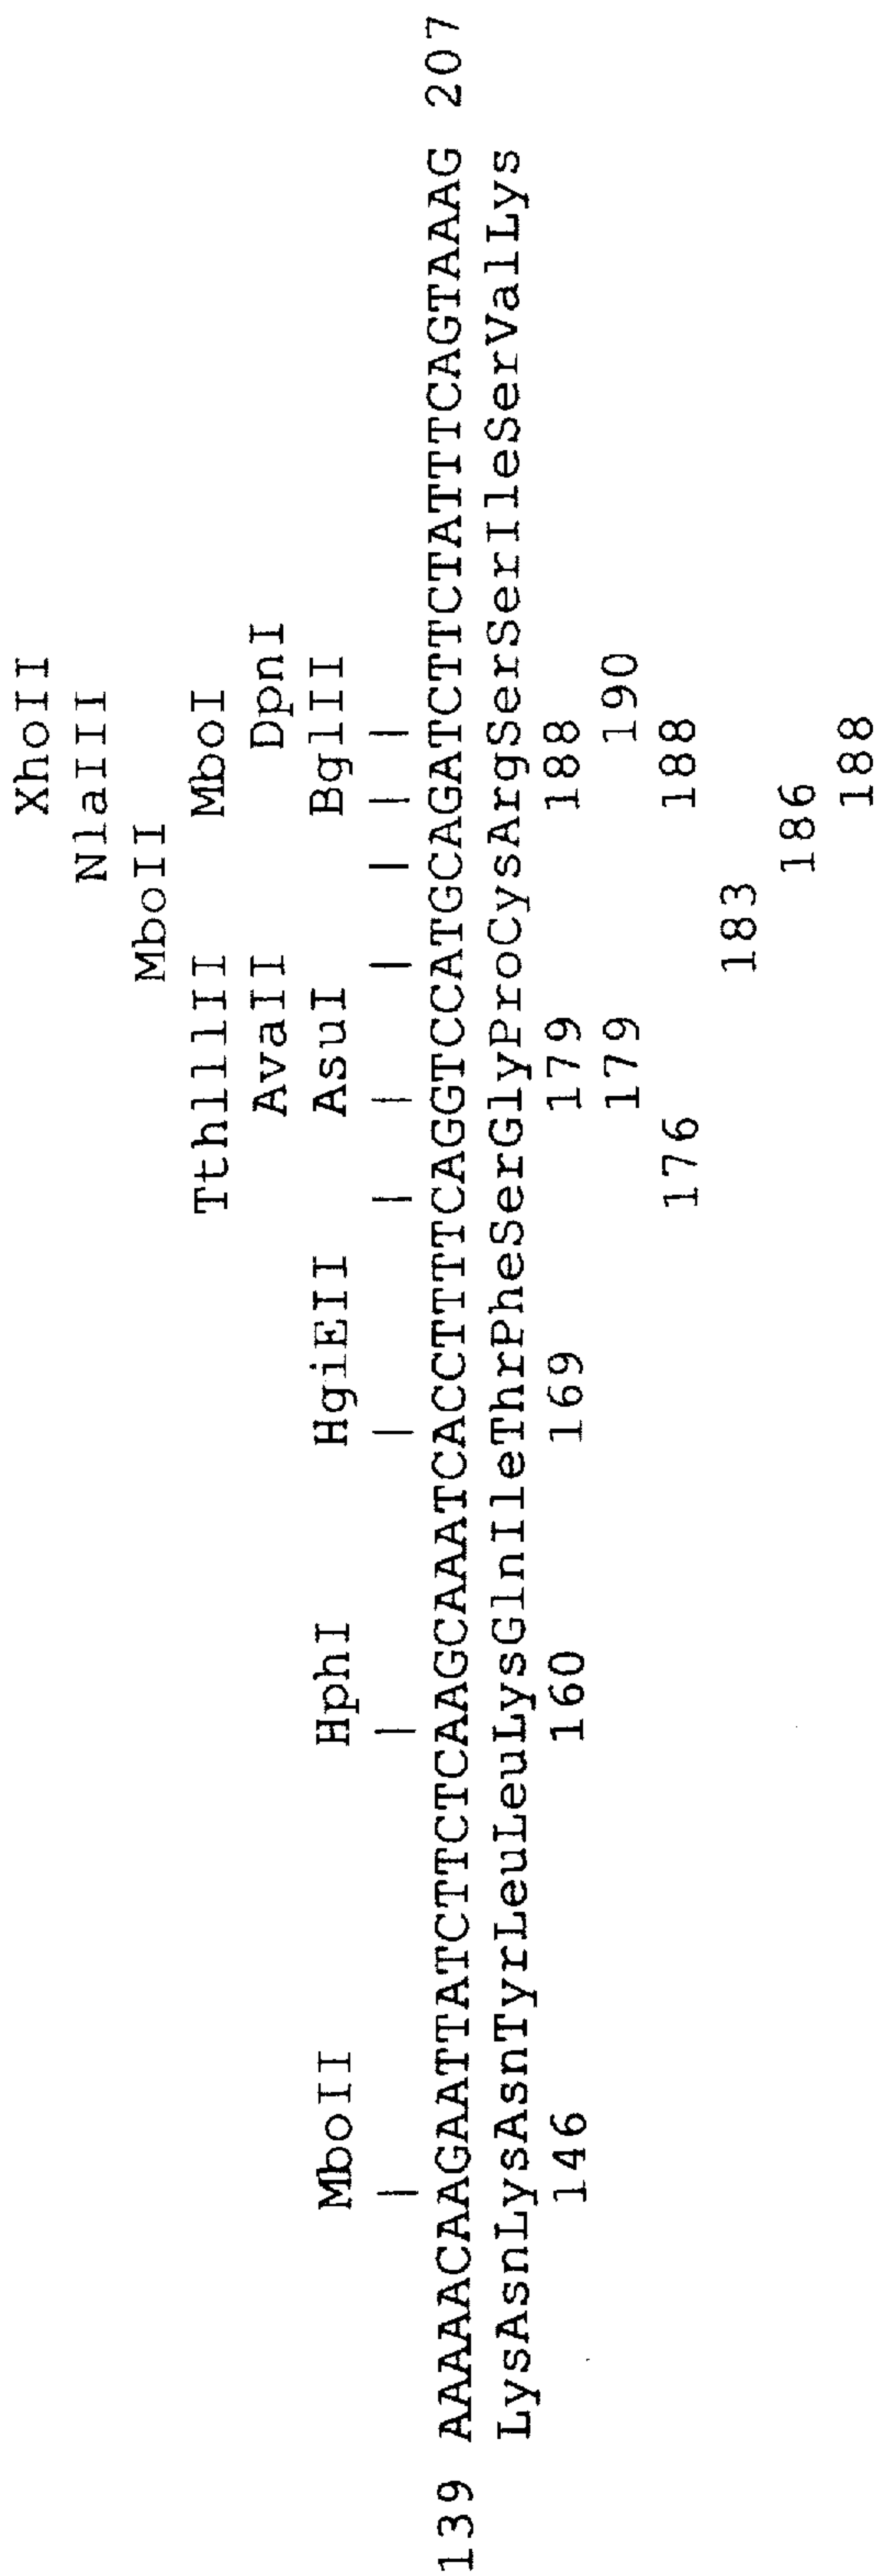 XhoII
NlaIII
MboII
TthlllII MboI
AvaII DpnI
MboII HphI HgiEII AsuI BglII
139 AAAAACAAGAATTATCTTCTCAAGCAAATCACCTTTTCAGGTCCATGCAGATCTTCTATTTCAGTAAAG 207
LysAsnLysAsnTyrLeuLeuLysGlnIleThrPheSerGlyProCysArgSerSerIleSerValLys
146 160 169 179 188
179 190
176 188
183
186
188